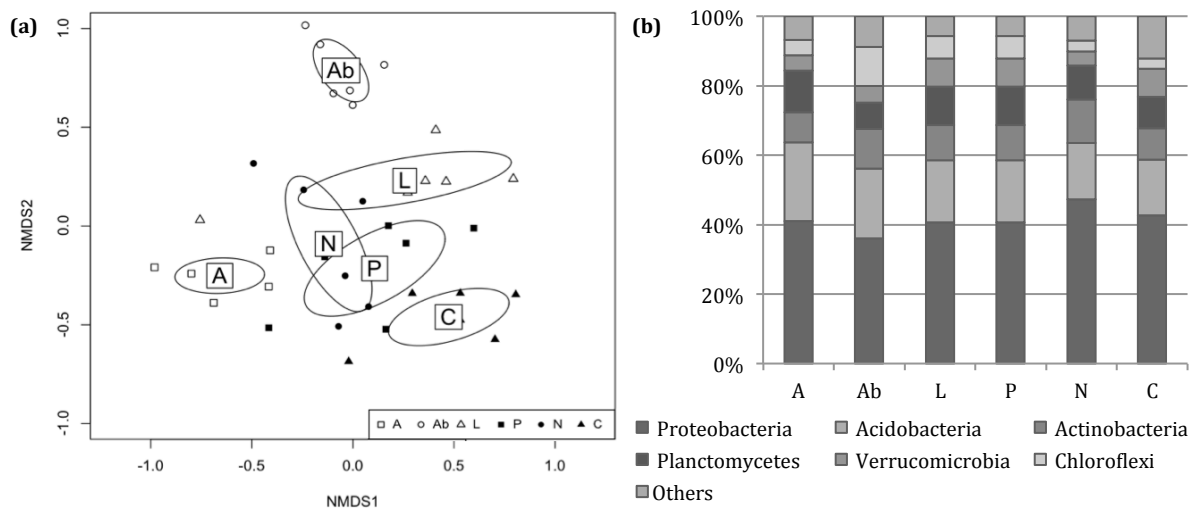 (a)
1.0
0.5
0.0
-0.5
-1.0
NMDS2
Ab
L
N
P
A
C
A Ab L P N C
-1.0 -0.5 0.0 0.5 1.0
NMDS1
(b)
100%
80%
60%
40%
20%
0%
A Ab L P N C
Proteobacteria Acidobacteria Actinobacteria
Planctomycetes Verrucomicrobia Chloroflexi
Others